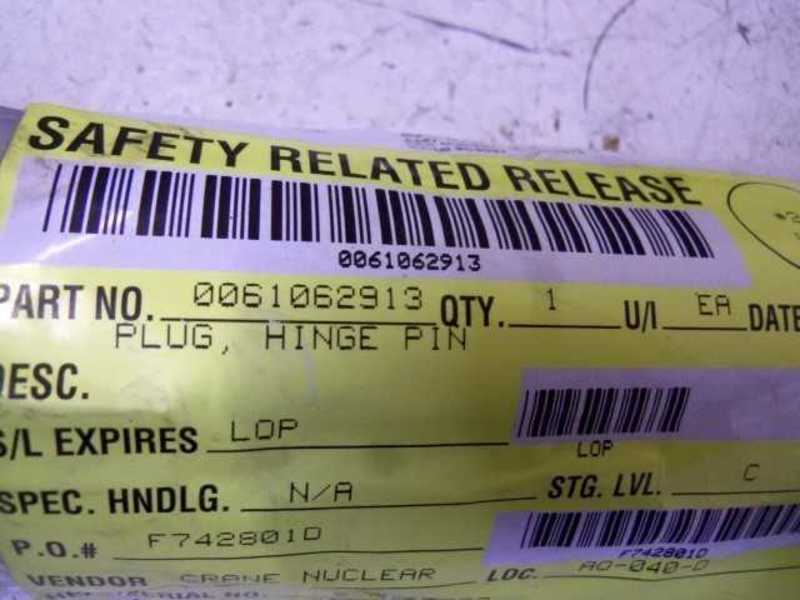 SAFETY RELATED RELEASE
0061062913
PART NO. 0061062913 QTY. 1 U/I EA DATE
PLUG, HINGE PIN
DESC.
S/L EXPIRES LOP
LOP
SPEC. HNDLG. N/A STG. LVL. C
P.O.# F742801D
F742801D
VENDOR CRANE NUCLEAR LOC. AO-040-D